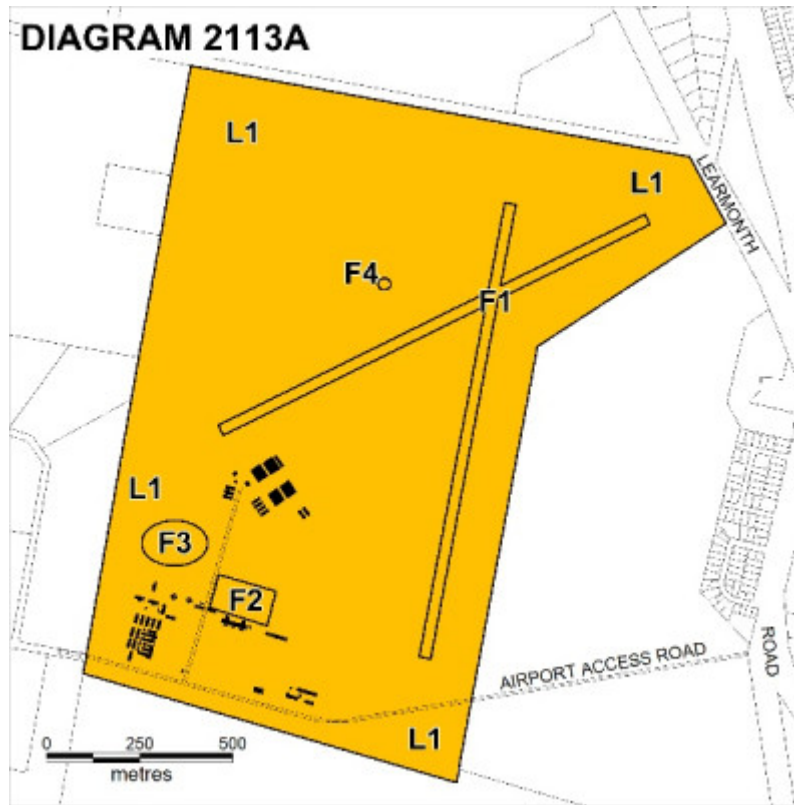 DIAGRAM 2113A
L1
L1
LEARMONTH
F4
F1
L1
F3
F2
AIRPORT ACCESS ROAD
ROAD
L1
0 250 500
metres